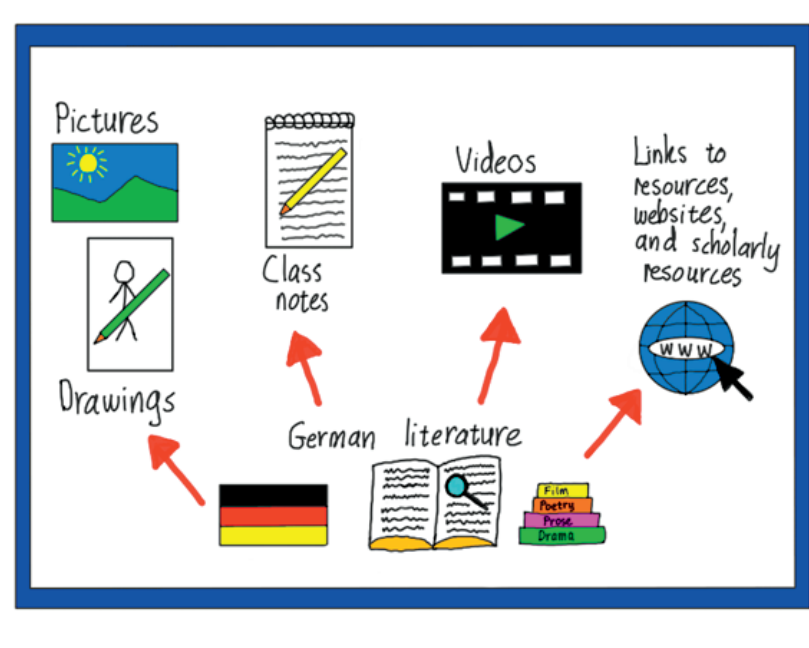 Pictures
Drawings
Class
notes
Videos
Links to
resources,
websites,
and scholarly
resources
WWW
German literature
Film
Poetry
Prose
Drama